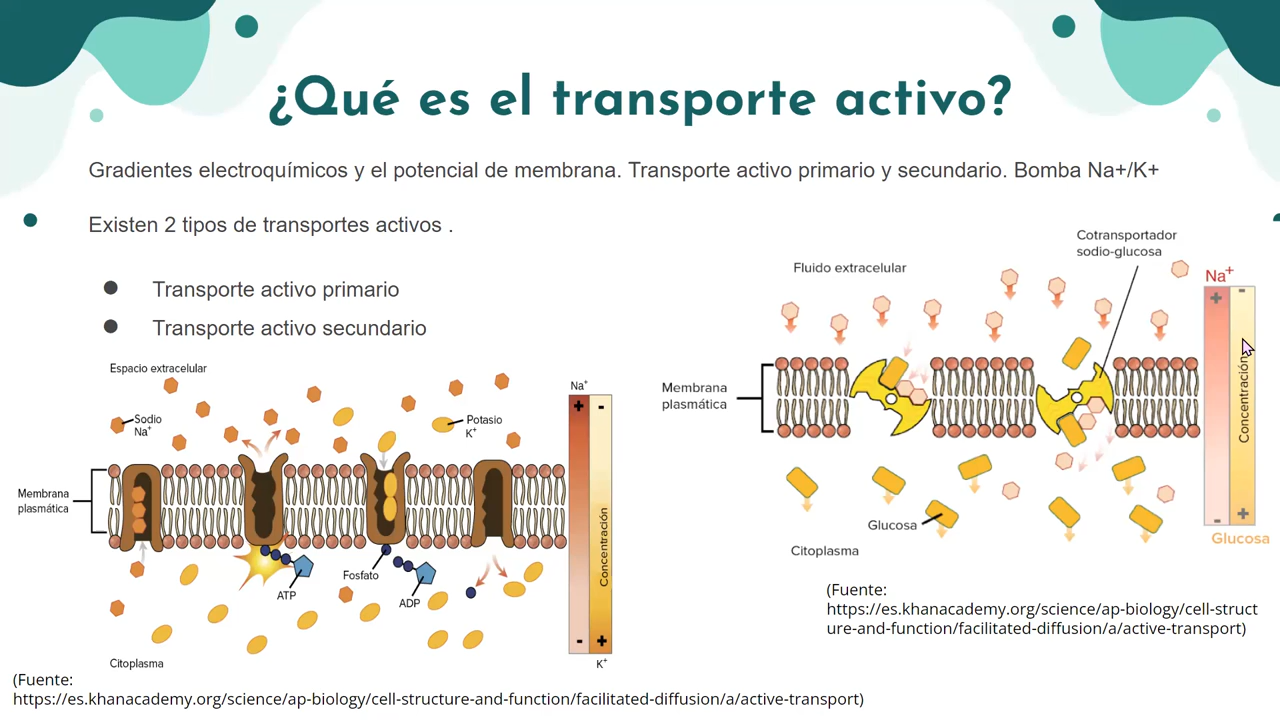 ¿Qué es el transporte activo?
Gradientes electroquímicos y el potencial de membrana. Transporte activo primario y secundario. Bomba Na+/K+
Existen 2 tipos de transportes activos .
● Transporte activo primario
● Transporte activo secundario
Espacio extracelular
Sodio
Na⁺
Potasio
K⁺
Membrana
plasmática
ATP
Fosfato
ADP
Citoplasma
Na⁺
+ -
Concentración
- +
K⁺
(Fuente:
https://es.khanacademy.org/science/ap-biology/cell-structure-and-function/facilitated-diffusion/a/active-transport)
Cotransportador
sodio-glucosa
Fluido extracelular
Membrana
plasmática
Glucosa
Citoplasma
Na⁺
+ -
Concentración
- +
Glucosa
(Fuente:
https://es.khanacademy.org/science/ap-biology/cell-struct
ure-and-function/facilitated-diffusion/a/active-transport)